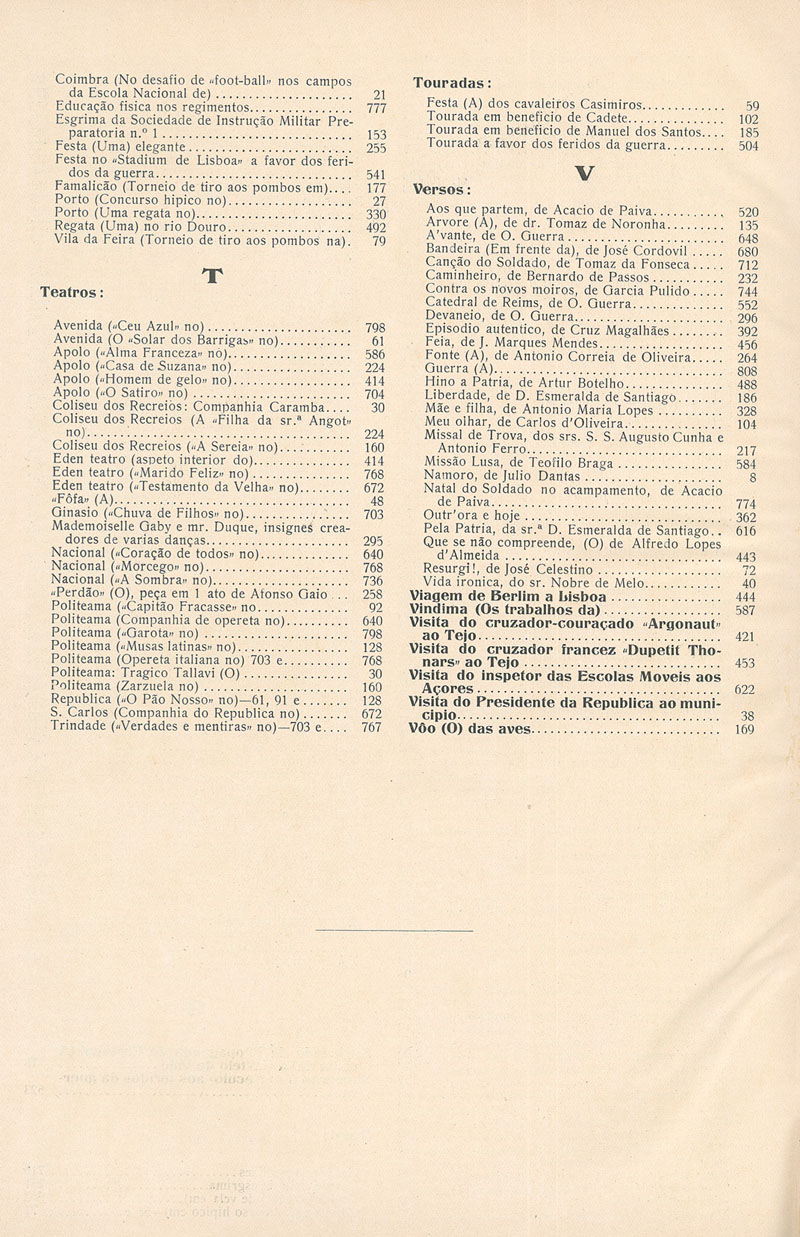 Coimbra (No desafio de «foot-ball» nos campos
da Escola Nacional de) ..................... 21
Educação fisica nos regimentos................ 777
Esgrima da Sociedade de Instrução Militar Pre-
paratoria n.º 1 ............................ 153
Festa (Uma) elegante......................... 255
Festa no «Stadium de Lisboa» a favor dos feri-
dos da guerra............................... 541
Famalicão (Torneio de tiro aos pombos em).... 177
Porto (Concurso hipico no)................... 27
Porto (Uma regata no)........................ 330
Regata (Uma) no rio Douro................... 492
Vila da Feira (Torneio de tiro aos pombos na). 79
T
Teatros:
Avenida («Ceu Azul» no)...................... 798
Avenida (O «Solar dos Barrigas» no)........... 61
Apolo («Alma Franceza» no)................... 586
Apolo («Casa de Suzana» no).................. 224
Apolo («Homem de gelo» no).................. 414
Apolo («O Satiro» no) ........................ 704
Coliseu dos Recreios: Companhia Caramba.... 30
Coliseu dos Recreios (A «Filha da sr.ª Angot»
no)........................................ 224
Coliseu dos Recreios («A Sereia» no)........... 160
Eden teatro (aspeto interior do)............... 414
Eden teatro («Marido Feliz» no) ............... 768
Eden teatro («Testamento da Velha» no)........ 672
«Fôfa» (A).................................... 48
Ginasio («Chuva de Filhos» no)................ 703
Mademoiselle Gaby e mr. Duque, insignes crea-
dores de varias danças...................... 295
Nacional («Coração de todos» no).............. 640
Nacional («Morcego» no)...................... 768
Nacional («A Sombra» no)..................... 736
«Perdão» (O), peça em 1 ato de Afonso Gaio ... 258
Politeama («Capitão Fracasse» no.............. 92
Politeama (Companhia de opereta no).......... 640
Politeama («Garota» no) ...................... 798
Politeama («Musas latinas» no)................. 128
Politeama (Opereta italiana no) 703 e.......... 768
Politeama: Tragico Tallavi (O) ................. 30
Politeama (Zarzuela no) ....................... 160
Republica («O Pão Nosso» no)—61, 91 e....... 128
S. Carlos (Companhia do Republica no) ....... 672
Trindade («Verdades e mentiras» no)—703 e.... 767
Touradas:
Festa (A) dos cavaleiros Casimiros............. 59
Tourada em beneficio de Cadete............... 102
Tourada em beneficio de Manuel dos Santos.... 185
Tourada a favor dos feridos da guerra......... 504
V
Versos:
Aos que partem, de Acacio de Paiva........... 520
Arvore (A), de dr. Tomaz de Noronha......... 135
A'vante, de O. Guerra ........................ 648
Bandeira (Em frente da), de José Cordovil ..... 680
Canção do Soldado, de Tomaz da Fonseca..... 712
Caminheiro, de Bernardo de Passos ........... 232
Contra os novos moiros, de Garcia Pulido..... 744
Catedral de Reims, de O. Guerra.............. 552
Devaneio, de O. Guerra....................... 296
Episodio autentico, de Cruz Magalhães........ 392
Feia, de J. Marques Mendes................... 456
Fonte (A), de Antonio Correia de Oliveira..... 264
Guerra (A)................................... 808
Hino a Patria, de Artur Botelho............... 488
Liberdade, de D. Esmeralda de Santiago....... 186
Mãe e filha, de Antonio Maria Lopes .......... 328
Meu olhar, de Carlos d'Oliveira............... 104
Missal de Trova, dos srs. S. S. Augusto Cunha e
Antonio Ferro.............................. 217
Missão Lusa, de Teofilo Braga ................ 584
Namoro, de Julio Dantas ..................... 8
Natal do Soldado no acampamento, de Acacio
de Paiva................................... 774
Outr'ora e hoje .............................. 362
Pela Patria, da sr.ª D. Esmeralda de Santiago.. 616
Que se não compreende, (O) de Alfredo Lopes
d'Almeida ................................. 443
Resurgi!, de José Celestino ................... 72
Vida ironica, do sr. Nobre de Melo............ 40
Viagem de Berlim a Lisboa ................. 444
Vindima (Os trabalhos da).................. 587
Visita do cruzador-couraçado «Argonaut»
ao Tejo..................................... 421
Visita do cruzador francez «Dupetit Tho-
nars» ao Tejo .............................. 453
Visita do inspetor das Escolas Moveis aos
Açores..................................... 622
Visita do Presidente da Republica ao muni-
cipio....................................... 38
Vôo (O) das aves............................. 169